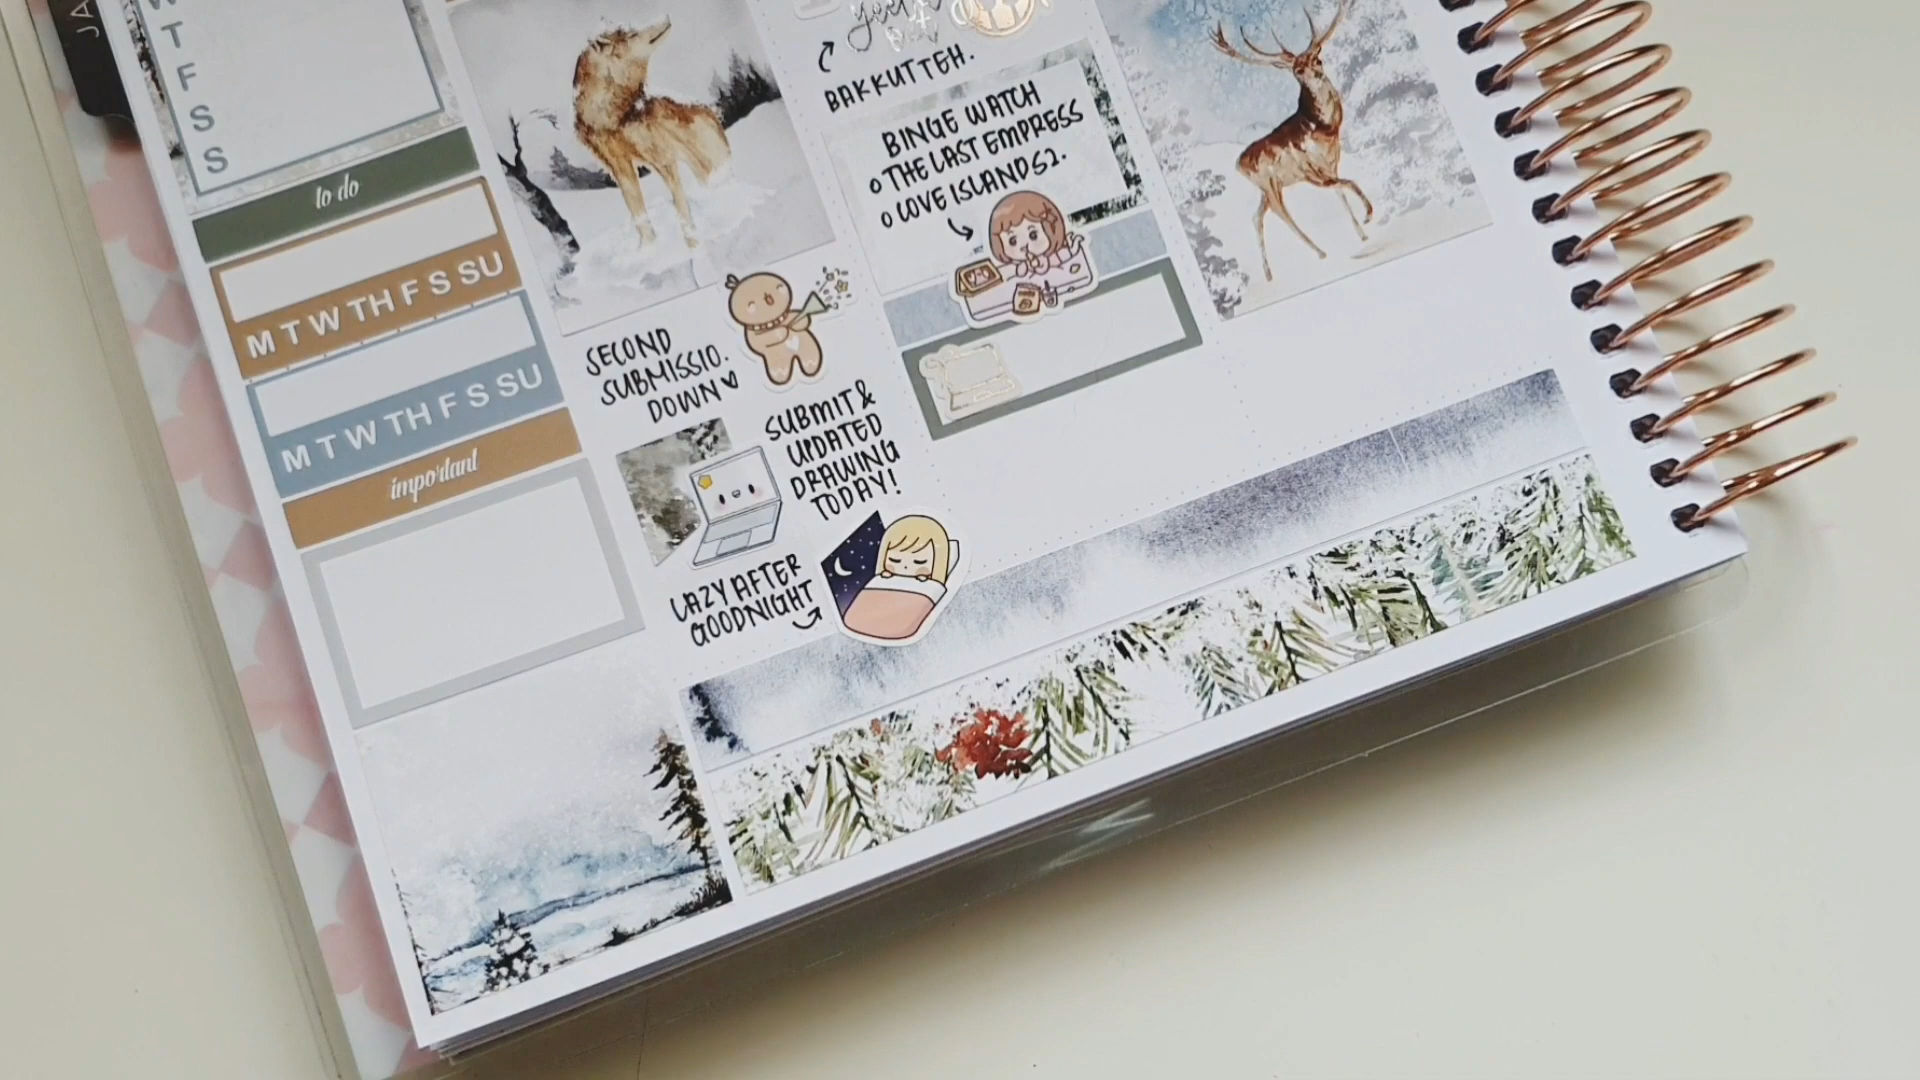 JA
W
T
F
S
S
to do
M T W TH F S SU
M T W TH F S SU
important
SECOND
SUBMISSIO.
DOWN
SUBMIT &
UPDATED
DRAWING
TODAY!
LAZY AFTER
GOODNIGHT
BAKKUTTEH.
BINGE WATCH
O THE LAST EMPRESS
O LOVE ISLAND S2.